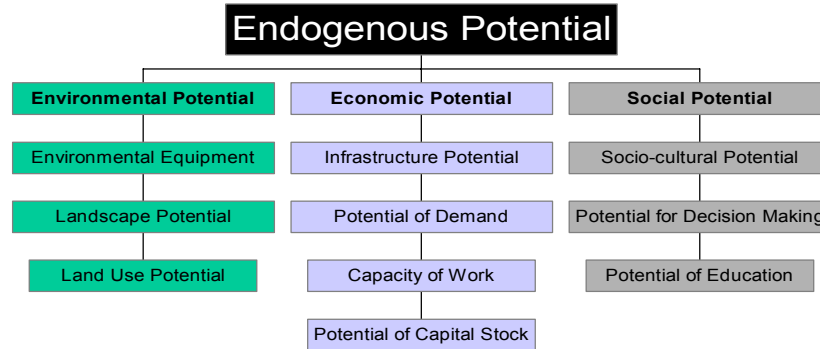 Endogenous Potential
Environmental Potential
Economic Potential
Social Potential
Environmental Equipment
Infrastructure Potential
Socio-cultural Potential
Landscape Potential
Potential of Demand
Potential for Decision Making
Land Use Potential
Capacity of Work
Potential of Education
Potential of Capital Stock